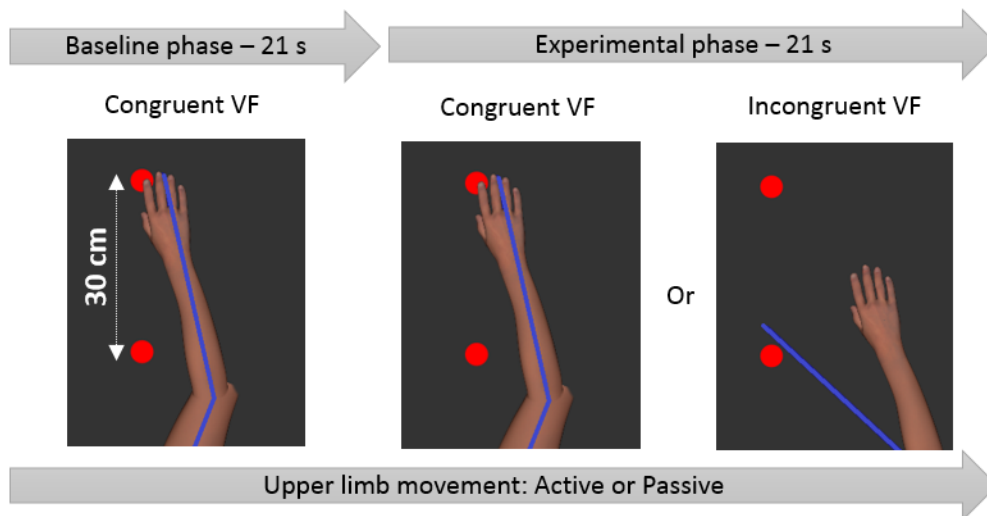 Baseline phase – 21 s
Experimental phase – 21 s
Congruent VF
Congruent VF
Incongruent VF
30 cm
Or
Upper limb movement: Active or Passive